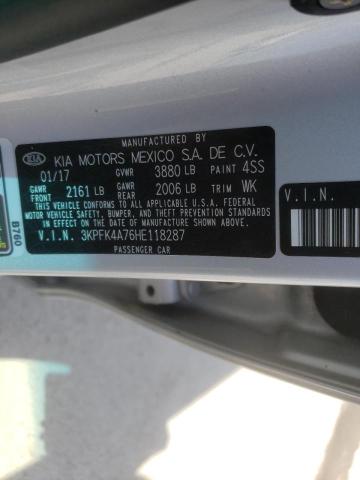 KIA KIA MOTORS MEXICO S.A. DE C.V.
01/17 GVWR 3880 LB PAINT 4SS
GAWR FRONT 2161 LB GAWR REAR 2006 LB TRIM WK
THIS VEHICLE CONFORMS TO ALL APPLICABLE U.S.A. FEDERAL
MOTOR VEHICLE SAFETY, BUMPER, AND THEFT PREVENTION
STANDARDS IN EFFECT ON THE DATE OF MANUFACTURE SHOWN ABOVE.
V.I.N. 3KPFK4A76HE118287
PASSENGER CAR
V.I.N.
B760